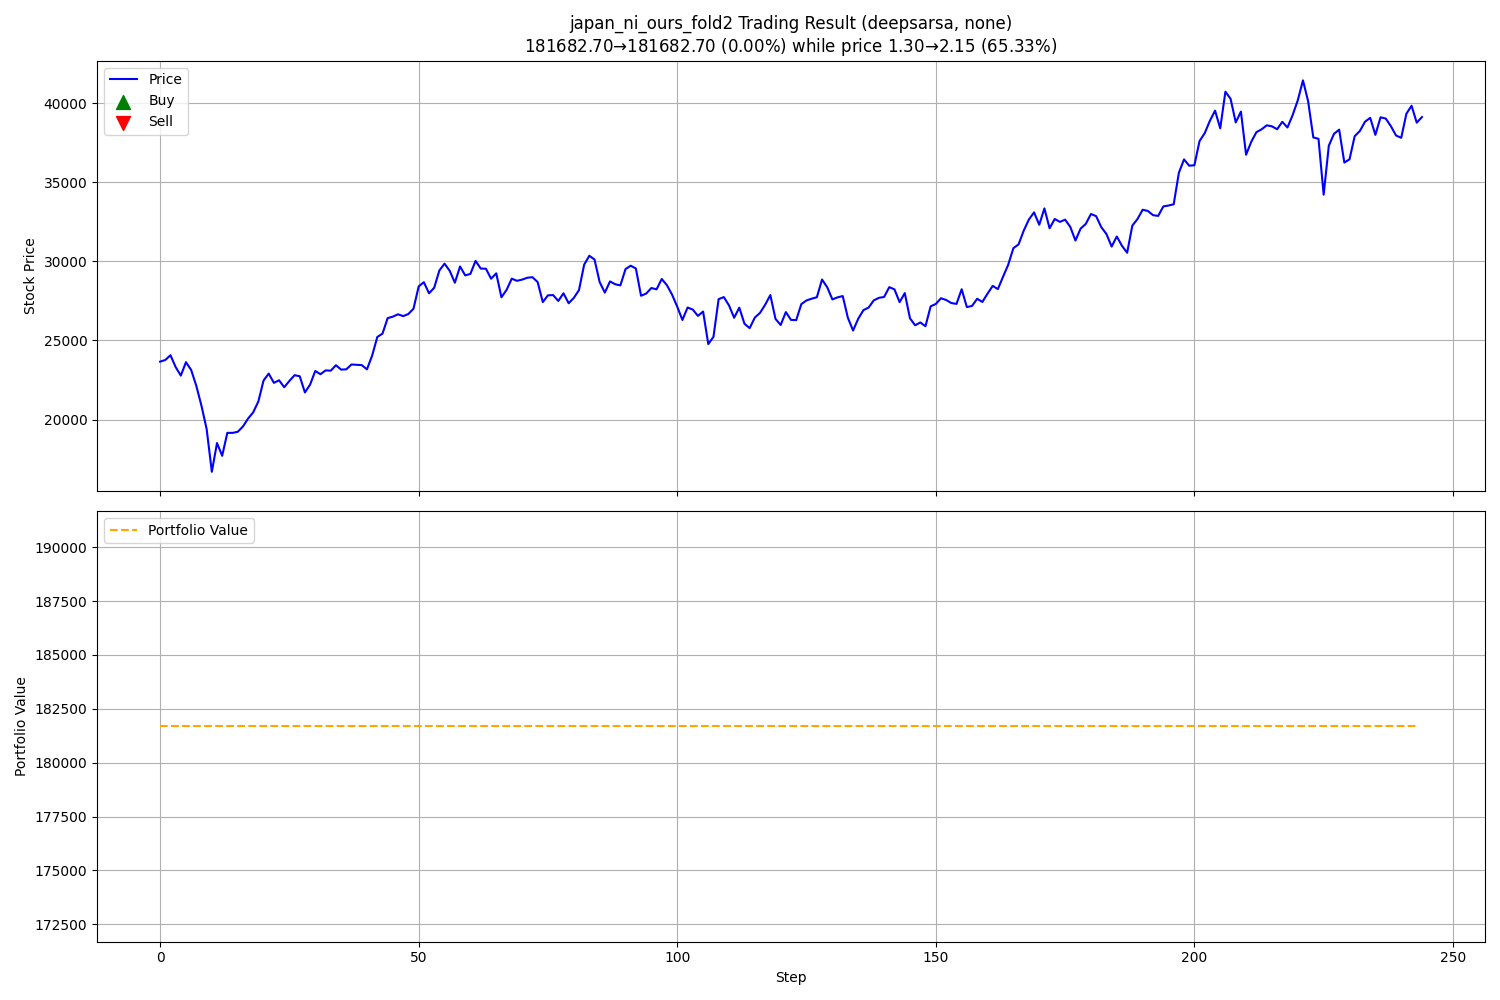 japan_ni_ours_fold2 Trading Result (deepsarsa, none)
181682.70→181682.70 (0.00%) while price 1.30→2.15 (65.33%)
Price
Buy
Sell
Stock Price
40000
35000
30000
25000
20000
Portfolio Value
Portfolio Value
190000
187500
185000
182500
180000
177500
175000
172500
0
50
100
150
200
250
Step